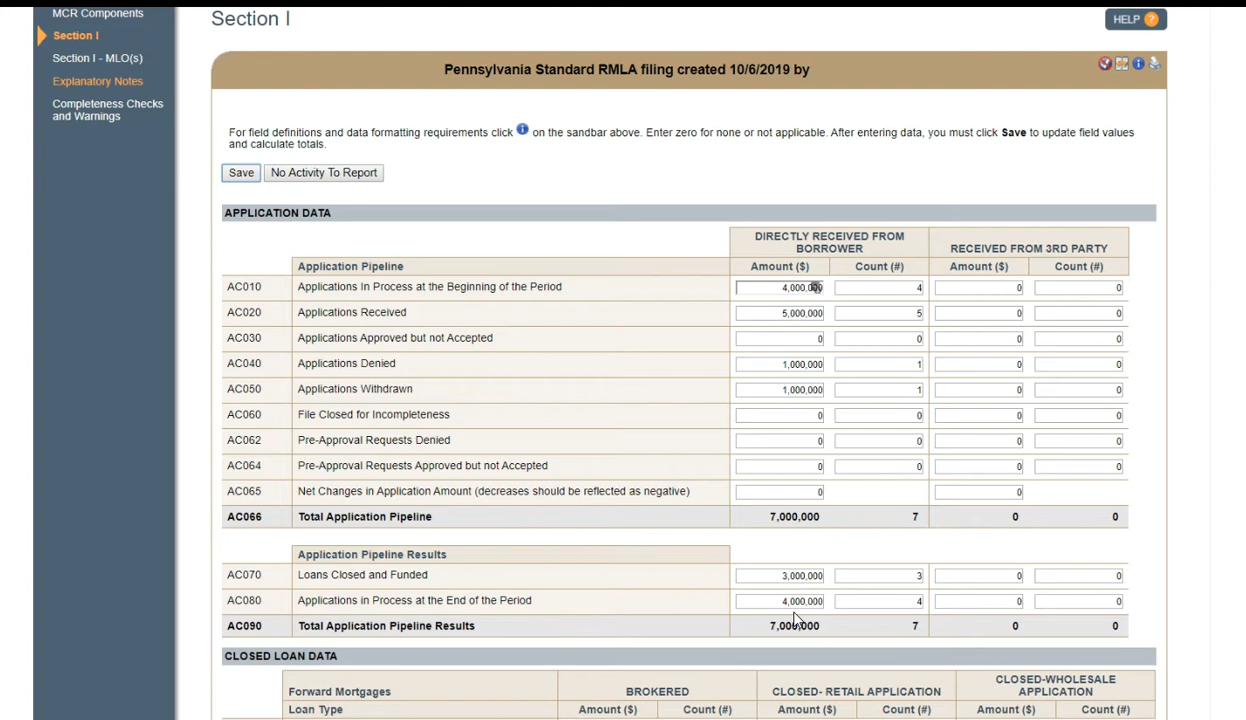 MCR Components
Section I
Section I - MLO(s)
Explanatory Notes
Completeness Checks
and Warnings
Section I
HELP ?
Pennsylvania Standard RMLA filing created 10/6/2019 by
For field definitions and data formatting requirements click i on the sandbar above. Enter zero for none or not applicable. After entering data, you must click Save to update field values
and calculate totals.
Save No Activity To Report
APPLICATION DATA
DIRECTLY RECEIVED FROM
BORROWER RECEIVED FROM 3RD PARTY
Application Pipeline Amount ($) Count (#) Amount ($) Count (#)
AC010 Applications In Process at the Beginning of the Period 4,000,000 4 0 0
AC020 Applications Received 5,000,000 5 0 0
AC030 Applications Approved but not Accepted 0 0 0 0
AC040 Applications Denied 1,000,000 1 0 0
AC050 Applications Withdrawn 1,000,000 1 0 0
AC060 File Closed for Incompleteness 0 0 0 0
AC062 Pre-Approval Requests Denied 0 0 0 0
AC064 Pre-Approval Requests Approved but not Accepted 0 0 0 0
AC065 Net Changes in Application Amount (decreases should be reflected as negative) 0 0
AC066 Total Application Pipeline 7,000,000 7 0 0
Application Pipeline Results
AC070 Loans Closed and Funded 3,000,000 3 0 0
AC080 Applications in Process at the End of the Period 4,000,000 4 0 0
AC090 Total Application Pipeline Results 7,000,000 7 0 0
CLOSED LOAN DATA
Forward Mortgages BROKERED CLOSED- RETAIL APPLICATION CLOSED-WHOLESALE
APPLICATION
Loan Type Amount ($) Count (#) Amount ($) Count (#) Amount ($) Count (#)